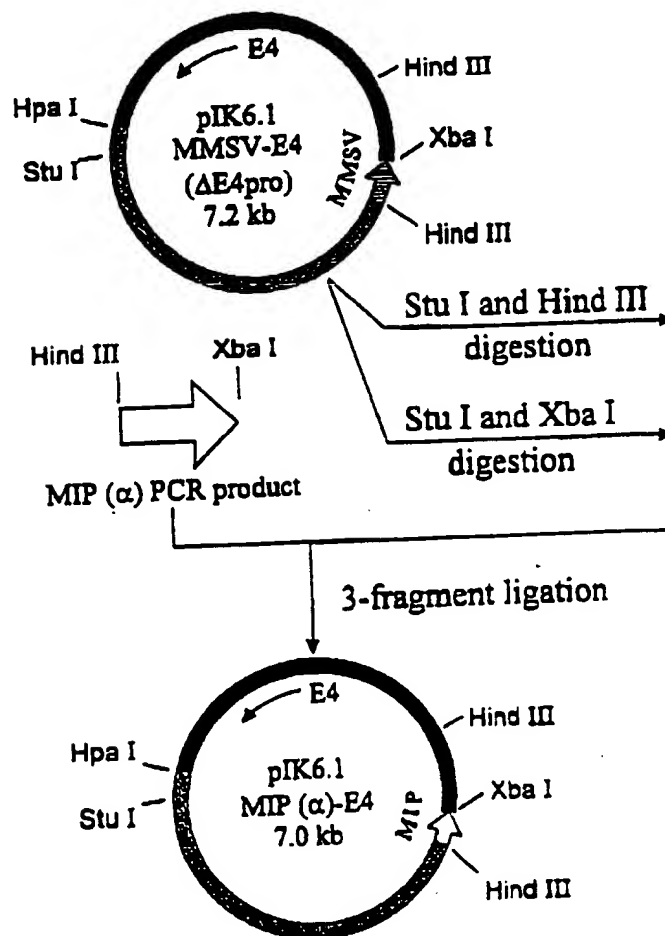 E4
Hind III
Hpa I
pIK6.1
Xba I
MMSV-E4
Stu I
(ΔE4pro)
MMSV
7.2 kb
Hind III
Stu I and Hind III
digestion
Hind III
Xba I
Stu I and Xba I
digestion
MIP (α) PCR product
3-fragment ligation
E4
Hind III
Hpa I
pIK6.1
Xba I
Stu I
MIP (α)-E4
MIP
7.0 kb
Hind III